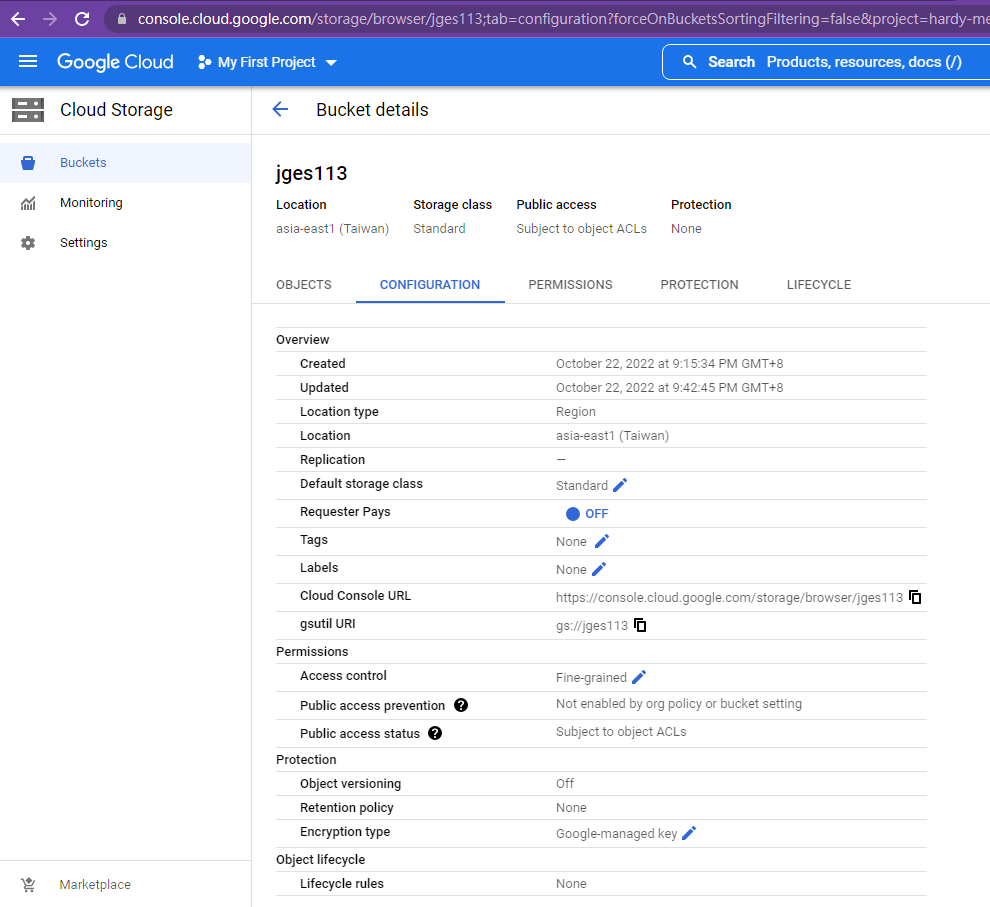 console.cloud.google.com/storage/browser/jges113;tab=configuration?forceOnBucketsSortingFiltering=false&project=hardy-me
Google Cloud My First Project Search Products, resources, docs (/)
Cloud Storage
Bucket details
Buckets
Monitoring
Settings
Marketplace
jges113
Location Storage class Public access Protection
asia-east1 (Taiwan) Standard Subject to object ACLs None
OBJECTS CONFIGURATION PERMISSIONS PROTECTION LIFECYCLE
Overview
Created October 22, 2022 at 9:15:34 PM GMT+8
Updated October 22, 2022 at 9:42:45 PM GMT+8
Location type Region
Location asia-east1 (Taiwan)
Replication —
Default storage class Standard
Requester Pays OFF
Tags None
Labels None
Cloud Console URL https://console.cloud.google.com/storage/browser/jges113
gsutil URI gs://jges113
Permissions
Access control Fine-grained
Public access prevention ? Not enabled by org policy or bucket setting
Public access status ? Subject to object ACLs
Protection
Object versioning Off
Retention policy None
Encryption type Google-managed key
Object lifecycle
Lifecycle rules None